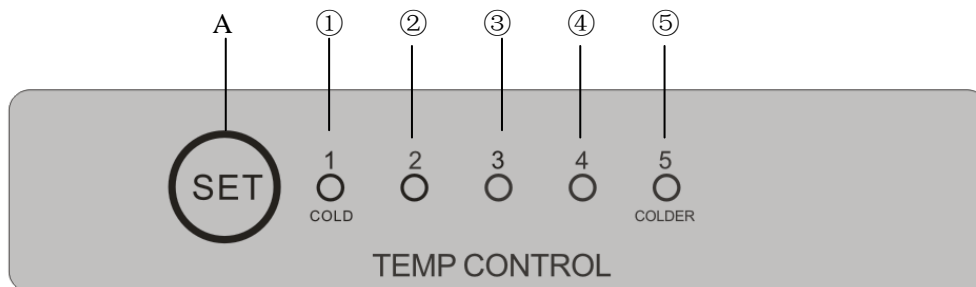 A ① ② ③ ④ ⑤
1 2 3 4 5
SET
COLD COLDER
TEMP CONTROL